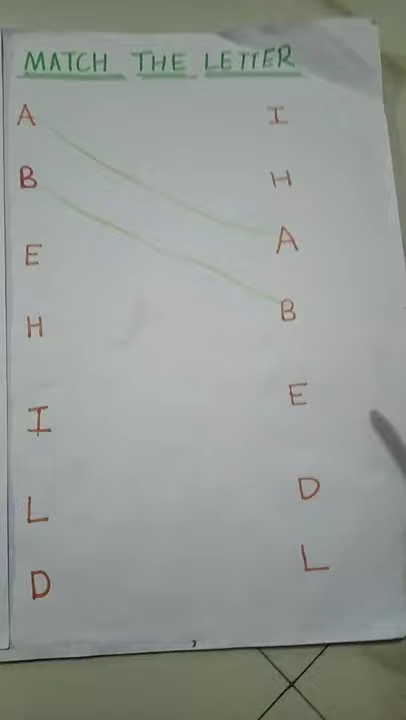 MATCH THE LETTER
A I
B H
E A
H B
I E
L D
D L